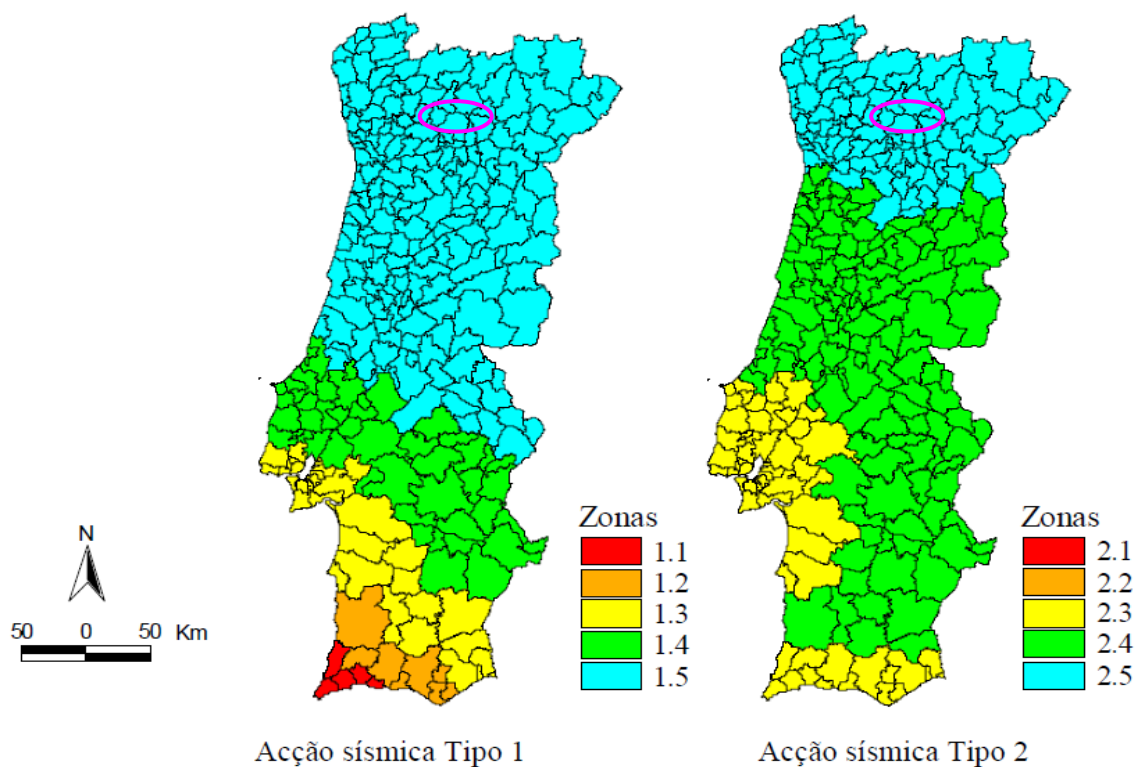 Zonas
1.1
1.2
1.3
1.4
1.5
Zonas
2.1
2.2
2.3
2.4
2.5
N
50 0 50 Km
Acção sísmica Tipo 1
Acção sísmica Tipo 2